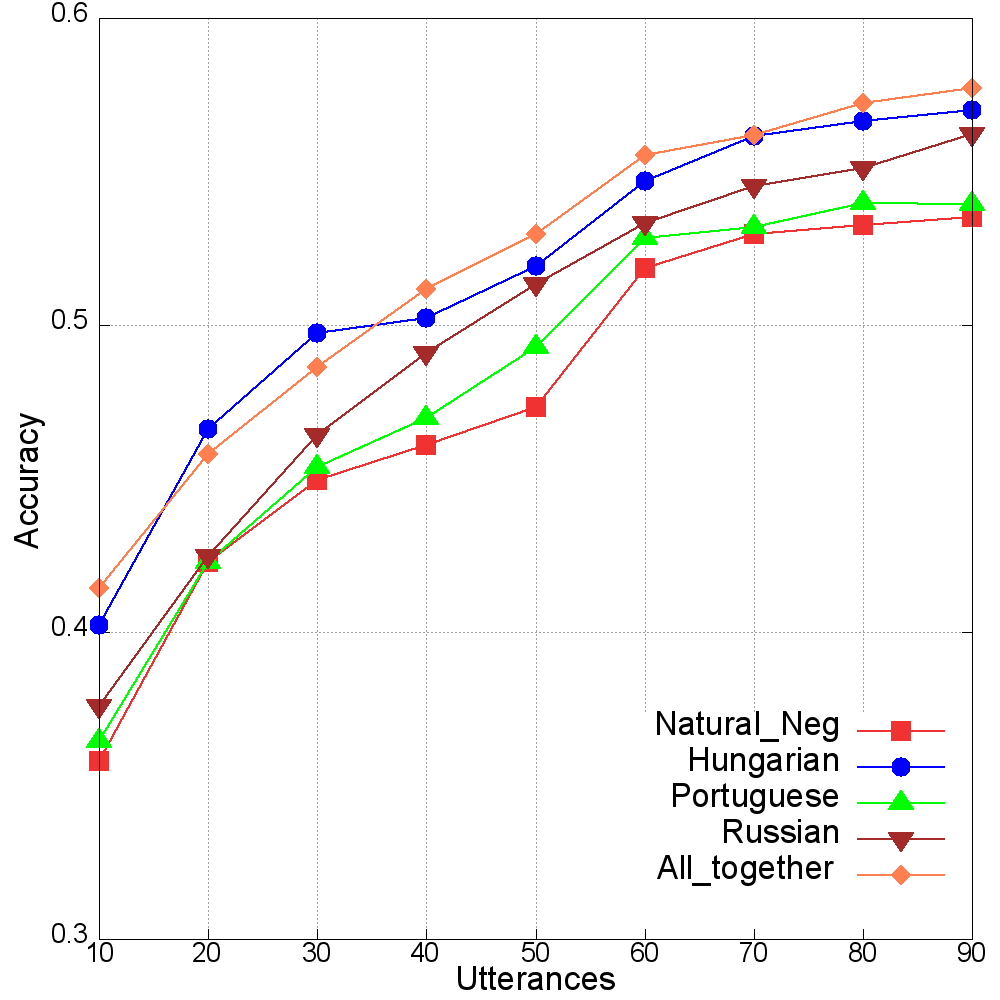 0.6
0.5
0.4
0.3
Accuracy
Natural_Neg
Hungarian
Portuguese
Russian
All_together
10 20 30 40 50 60 70 80 90
Utterances